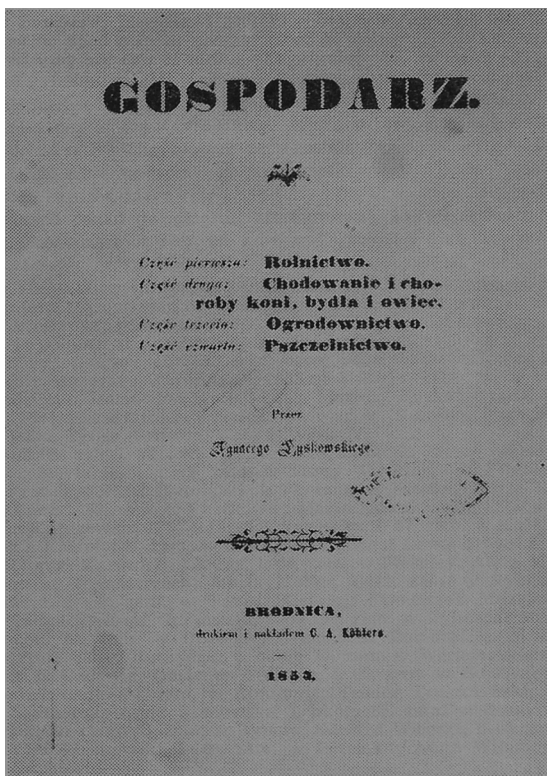 GOSPODARZ.
Część pierwsza: Rolnictwo.
Część druga: Chodowanie i cho-
roby koni, bydła i owiec.
Część trzecia: Ogrodownictwo.
Część czwarta: Pszczelnictwo.
Przez
Ignacego Łyskowskiego.
BRODNICA,
drukiem i nakładem C. A. Köhlera.